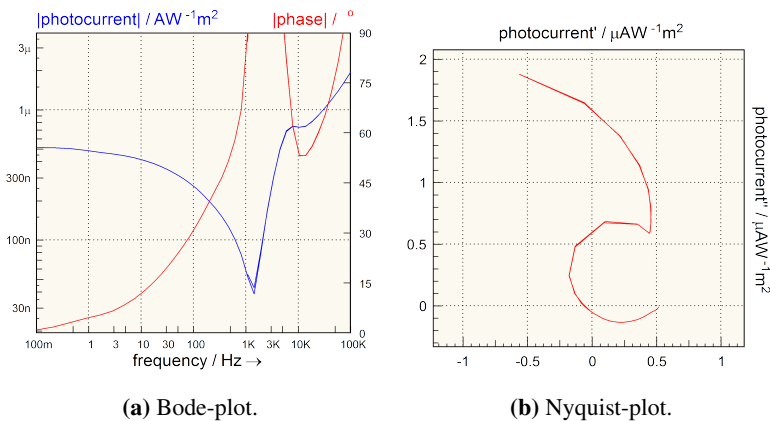 |photocurrent| / AW⁻¹m2
|phase| / °
3μ
1μ
300n
100n
30n
90
75
60
45
30
15
0
100m
1
3
10
30
100
1K
3K
10K
100K
frequency / Hz →
(a) Bode-plot.
photocurrent' / μAW⁻¹m²
2
1.5
1
0.5
0
-1
-0.5
0
0.5
1
photocurrent'' / μAW⁻¹m²
(b) Nyquist-plot.